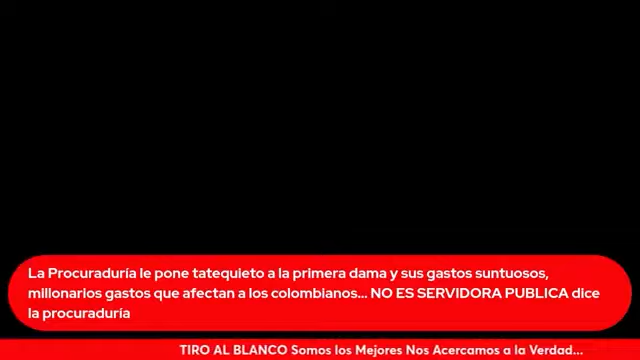 La Procuraduría le pone tatequieto a la primera dama y sus gastos suntuosos,
millonarios gastos que afectan a los colombianos... NO ES SERVIDORA PUBLICA dice
la procuraduría
TIRO AL BLANCO Somos los Mejores Nos Acercamos a la Verdad...